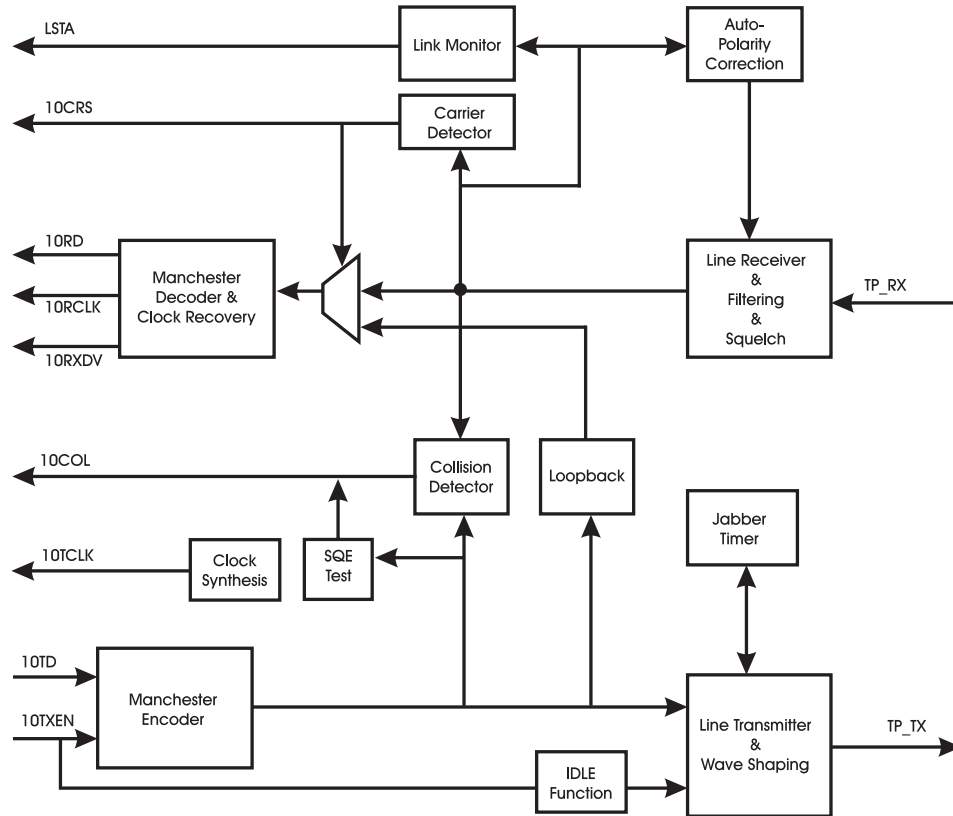 LSTA
Link Monitor
Auto-
Polarity
Correction
10CRS
Carrier
Detector
10RD
10RCLK
10RXDV
Manchester
Decoder &
Clock Recovery
Line Receiver
&
Filtering
&
Squelch
TP_RX
10COL
Collision
Detector
Loopback
Jabber
Timer
10TCLK
Clock
Synthesis
SQE
Test
10TD
10TXEN
Manchester
Encoder
Line Transmitter
&
Wave Shaping
TP_TX
IDLE
Function